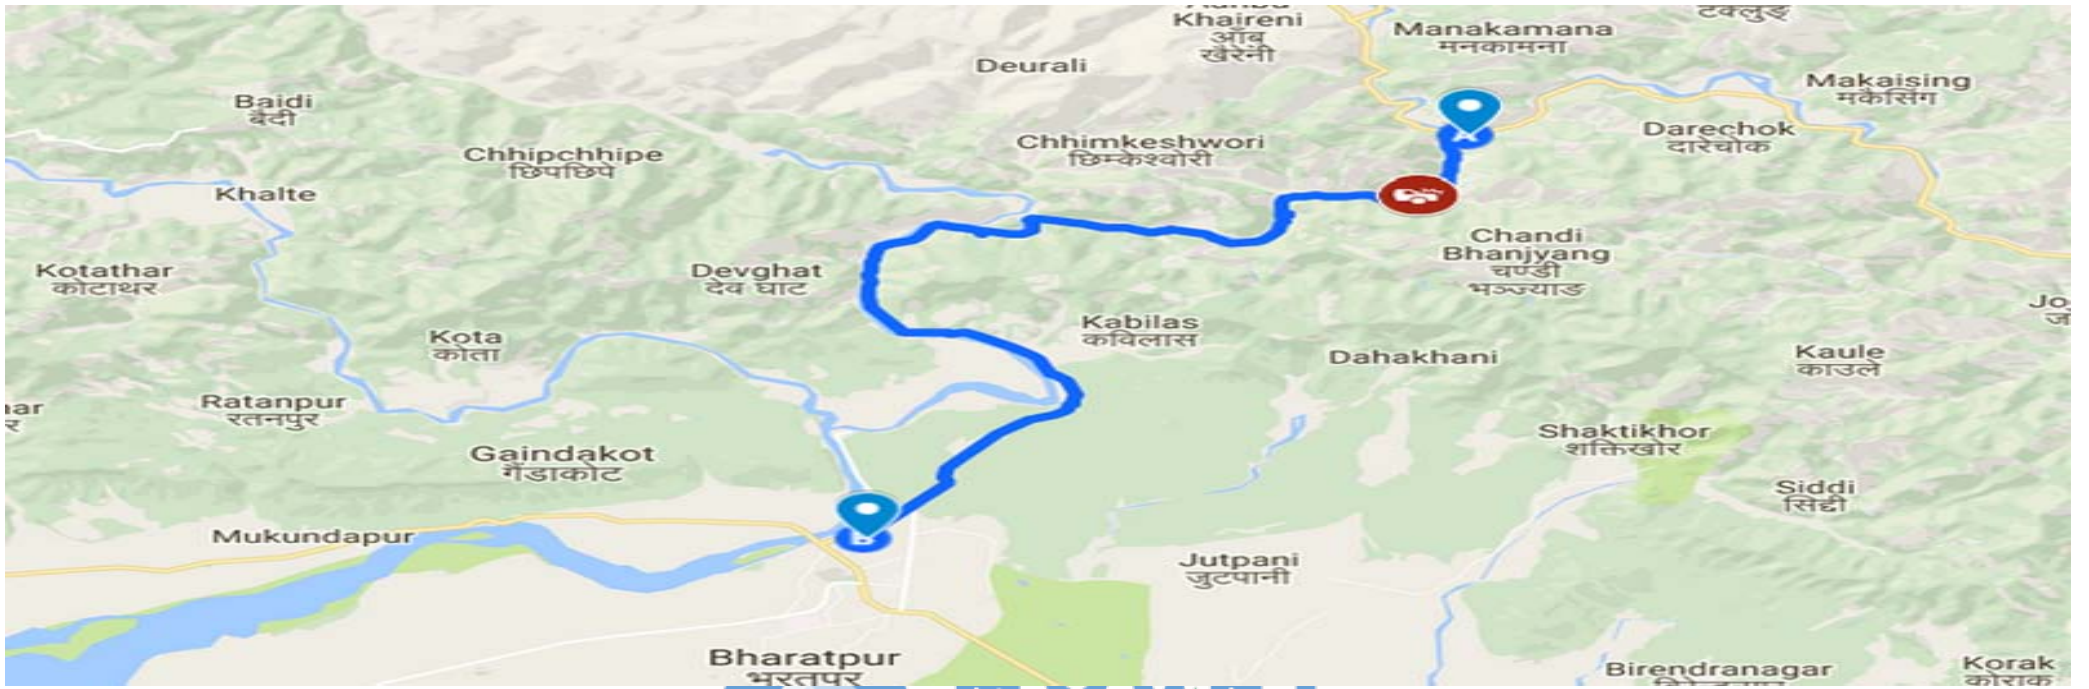 Khaireni
आँब
खैरेनी
Manakamana
मनकामना
Deurali
Makaising
मकैसिंग
Baidi
बैदी
Darechok
दारेचोक
Chhimkeshwori
छिम्केश्वोरी
Chhipchhipe
छिपछिपे
Khalte
Chandi
Bhanjyang
चण्डी
भञ्ज्याङ
Kotathar
कोटाथर
Devghat
देव घाट
Kabilas
कविलास
Kota
कोता
Dahakhani
Kaule
काउले
Ratanpur
रतनपुर
Shaktikhor
शक्तिखोर
Gaindakot
गैंडाकोट
Siddi
सिद्दी
Mukundapur
Jutpani
जुटपानी
Bharatpur
भरतपुर
Birendranagar
Korak
कोराक